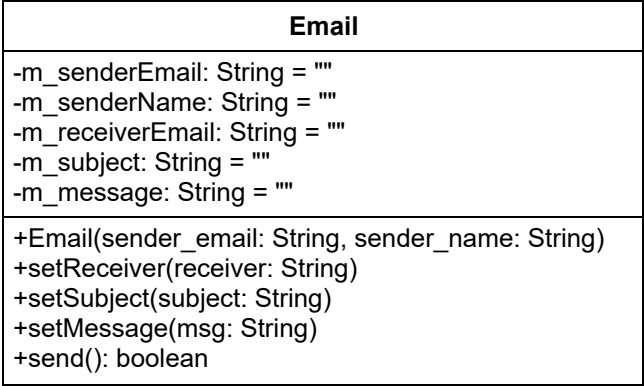 Email
-m_senderEmail: String = ""
-m_senderName: String = ""
-m_receiverEmail: String = ""
-m_subject: String = ""
-m_message: String = ""
+Email(sender_email: String, sender_name: String)
+setReceiver(receiver: String)
+setSubject(subject: String)
+setMessage(msg: String)
+send(): boolean